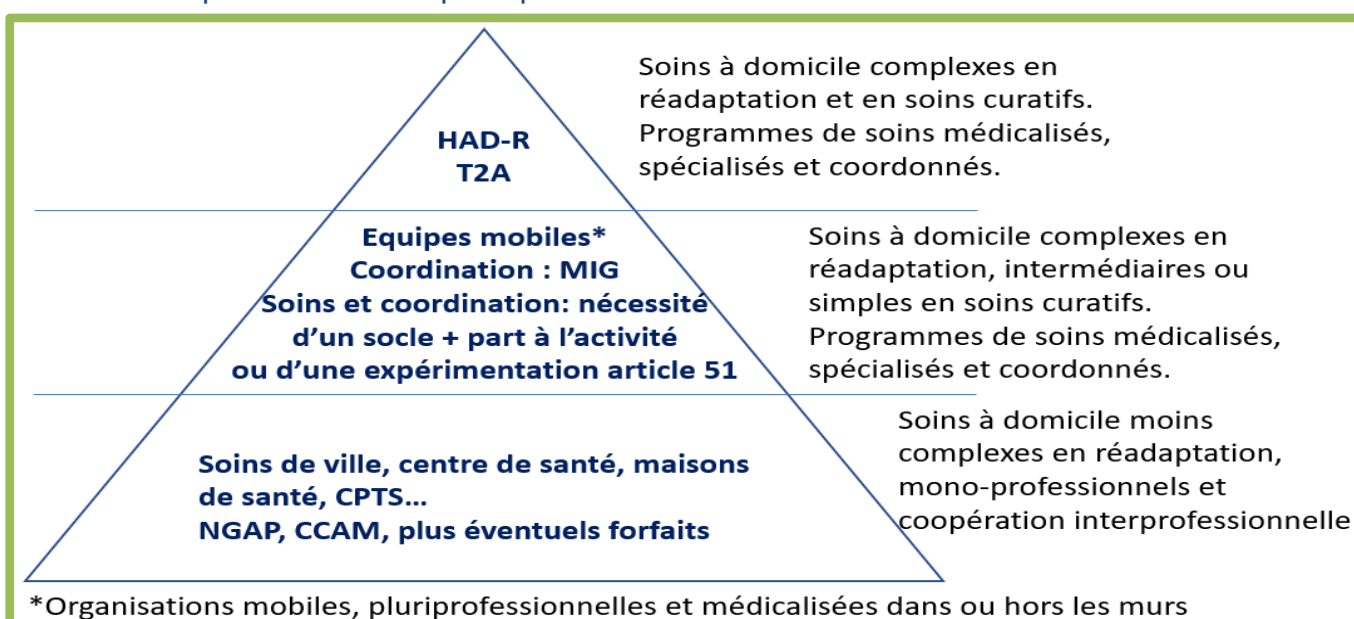 HAD-R
T2A
Soins à domicile complexes en
réadaptation et en soins curatifs.
Programmes de soins médicalisés,
spécialisés et coordonnés.
Equipes mobiles*
Coordination : MIG
Soins et coordination: nécessité
d’un socle + part à l’activité
ou d’une expérimentation article 51
Soins à domicile complexes en
réadaptation, intermédiaires ou
simples en soins curatifs.
Programmes de soins médicalisés,
spécialisés et coordonnés.
Soins de ville, centre de santé, maisons
de santé, CPTS…
NGAP, CCAM, plus éventuels forfaits
Soins à domicile moins
complexes en réadaptation,
mono-professionnels et
coopération interprofessionnelle
*Organisations mobiles, pluriprofessionnelles et médicalisées dans ou hors les murs